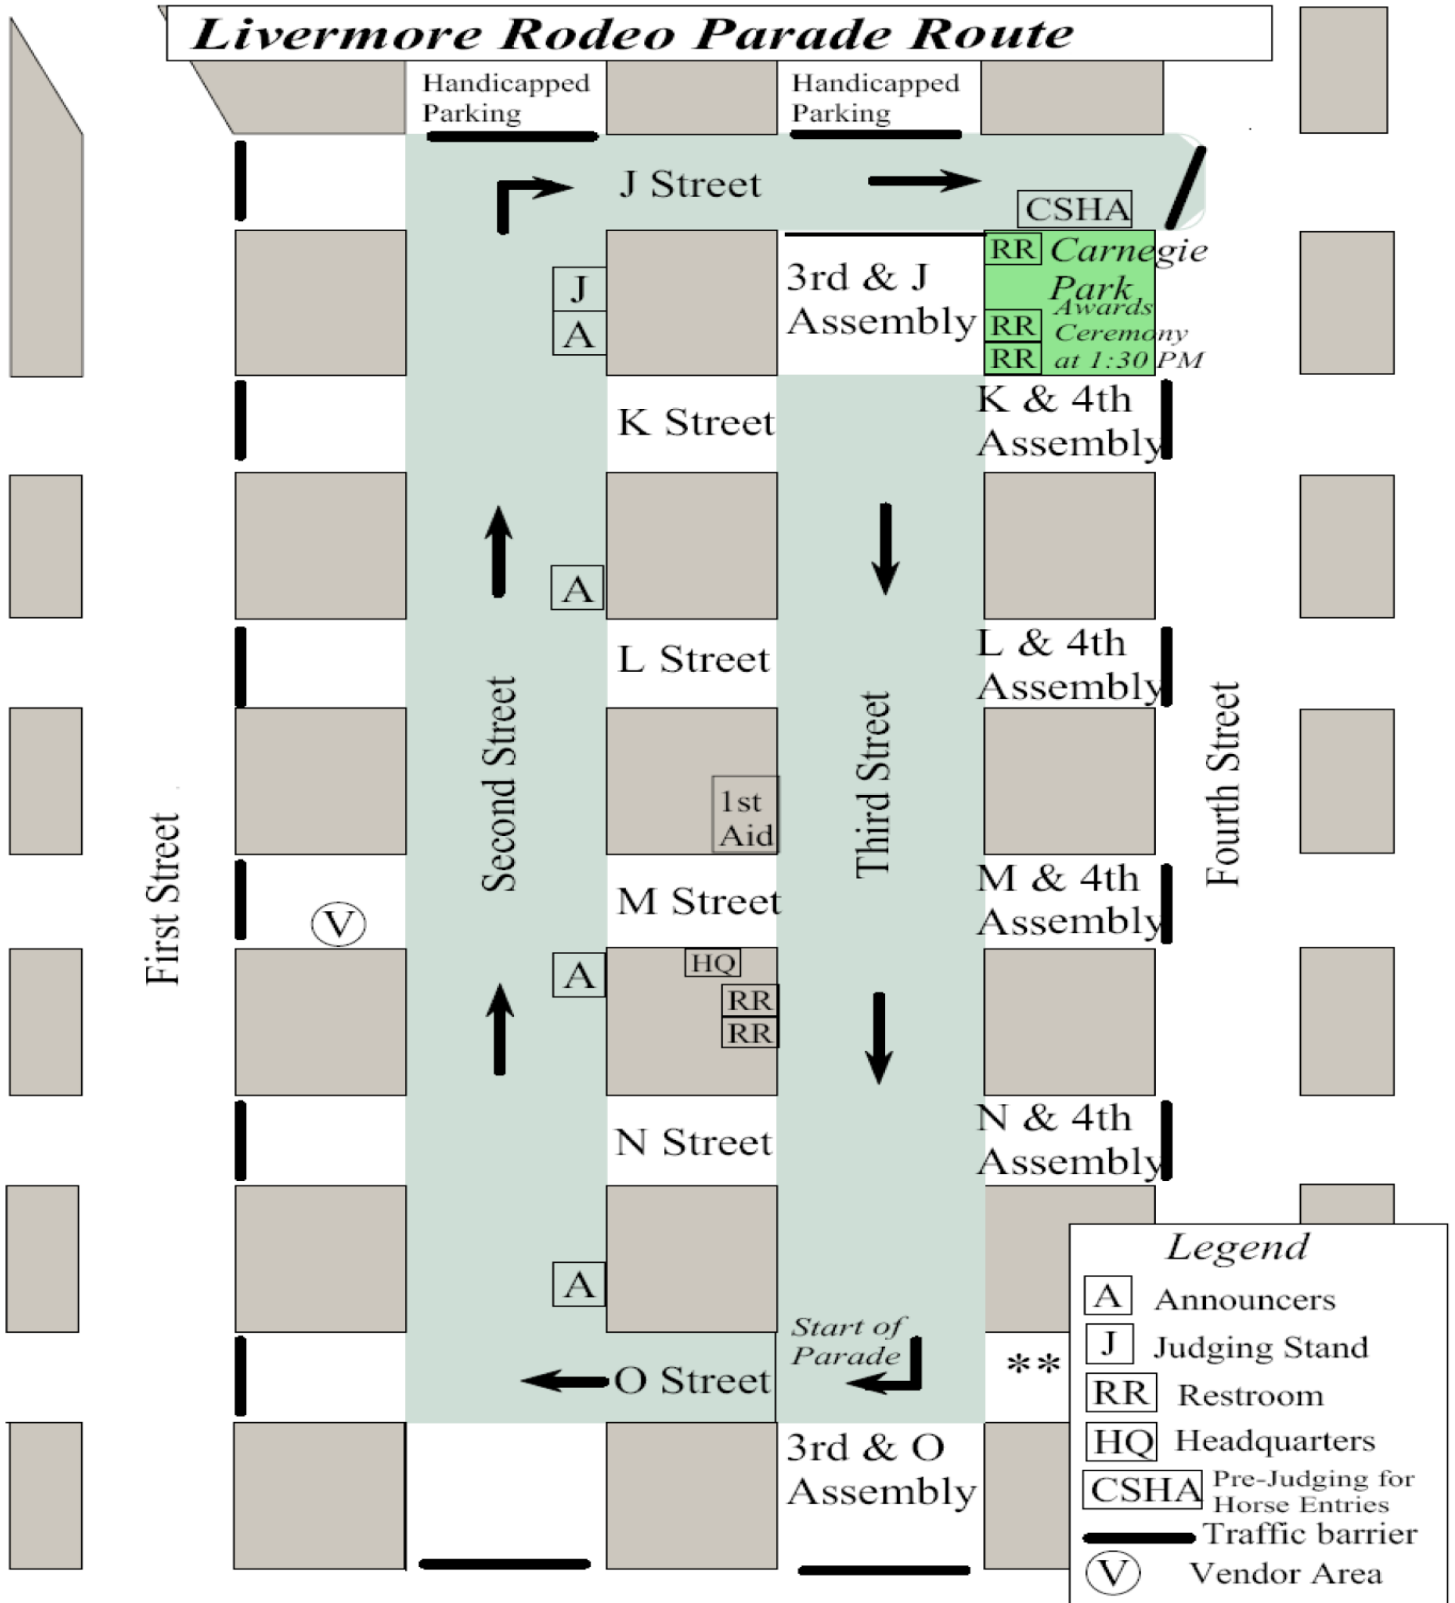 Livermore Rodeo Parade Route
Handicapped
Parking
Handicapped
Parking
J Street
CSHA
RR
Carnegie
Park
Awards
RR
Ceremony
RR
at 1:30 PM
J
A
3rd & J
Assembly
K Street
K & 4th
Assembly
A
L Street
L & 4th
Assembly
Second Street
Third Street
Fourth Street
First Street
1st
Aid
M Street
M & 4th
Assembly
V
A
HQ
RR
RR
N Street
N & 4th
Assembly
A
Start of
Parade
O Street
**
3rd & O
Assembly
Legend
A Announcers
J Judging Stand
RR Restroom
HQ Headquarters
CSHA Pre-Judging for
Horse Entries
Traffic barrier
V Vendor Area